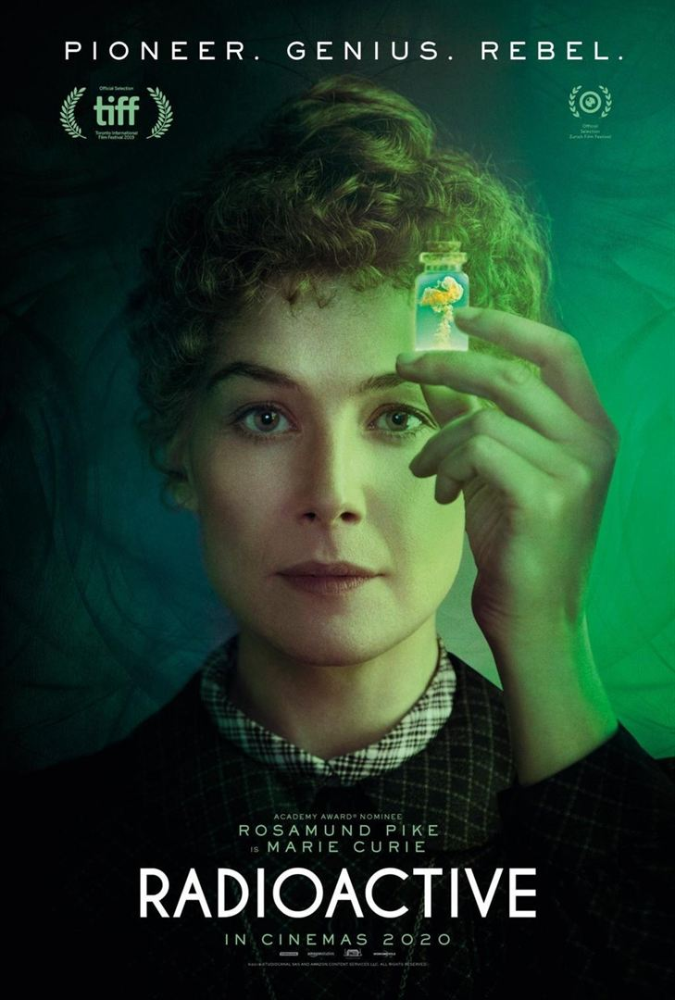 PIONEER. GENIUS. REBEL.
Official Selection
tiff
Toronto International
Film Festival 2019
Official
Selection
Zurich Film Festival
ACADEMY AWARD® NOMINEE
ROSAMUND PIKE
IS MARIE CURIE
RADIOACTIVE
IN CINEMAS 2020
STUDIOCANAL SAS AND AMAZON CONTENT SERVICES LLC. ALL RIGHTS RESERVED.